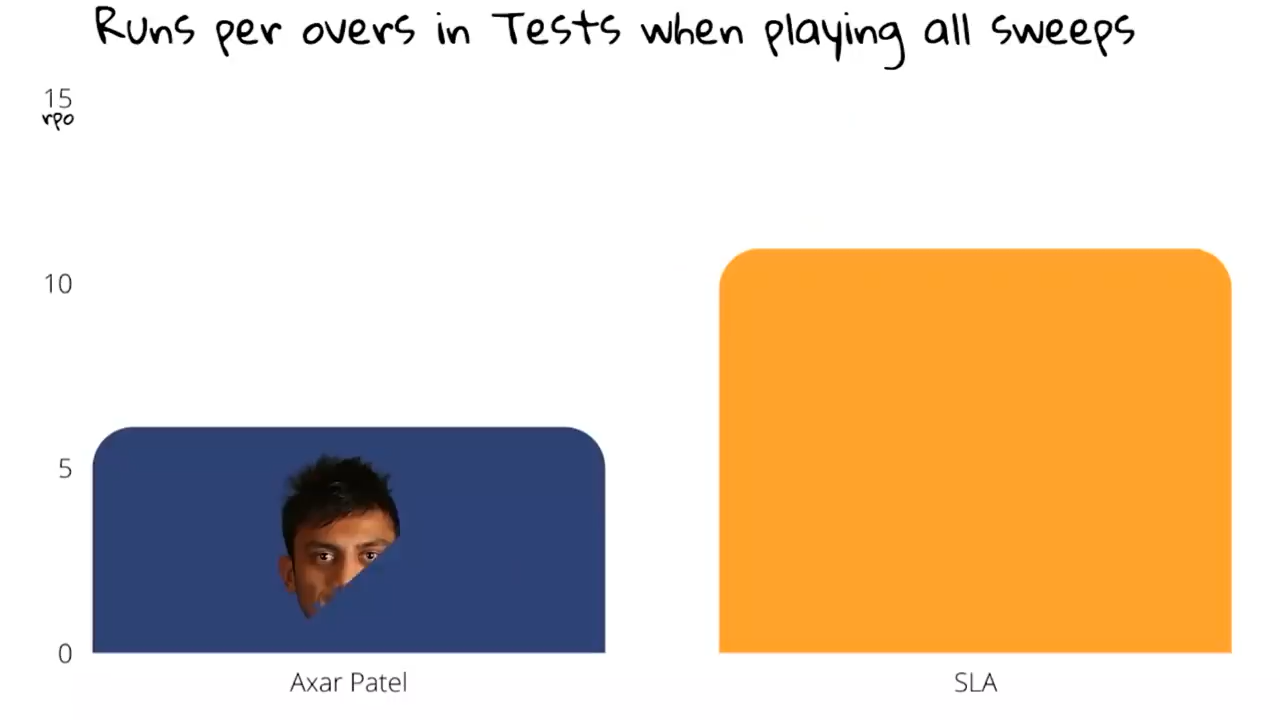 Runs per overs in Tests when playing all sweeps
15
rpo
10
5
0
Axar Patel
SLA